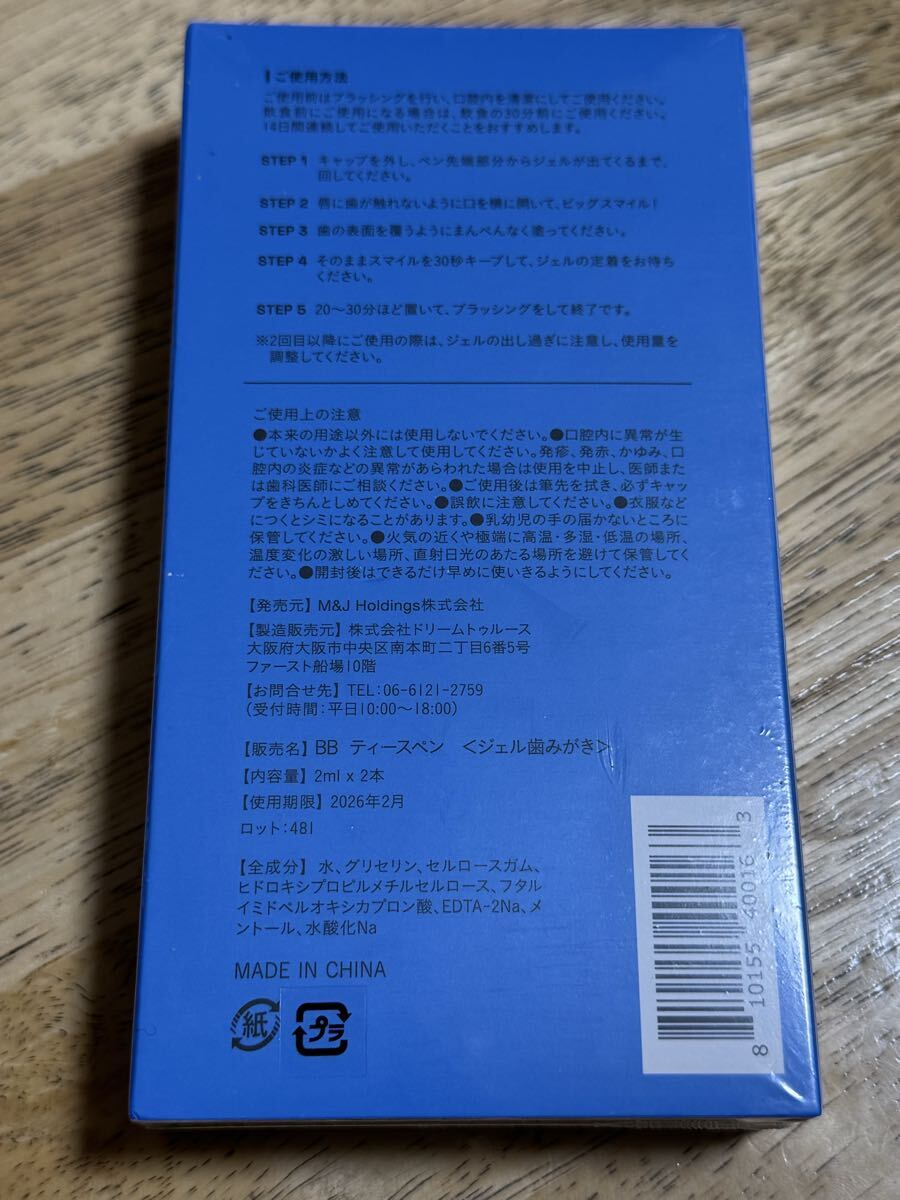 ご使用方法
ご使用前はブラッシングを行い、口腔内を清潔にしてご使用ください。
飲食前にご使用になる場合は、飲食の30分前にご使用ください。
14日間連続してご使用いただくことをおすすめします。
STEP 1 キャップを外し、ペン先端部分からジェルが出てくるまで、
回してください。
STEP 2 唇に歯が触れないように口を横に開いて、ビッグスマイル!
STEP 3 歯の表面を覆うようにまんべんなく塗ってください。
STEP 4 そのままスマイルを30秒キープして、ジェルの定着をお待ち
ください。
STEP 5 20〜30分ほど置いて、ブラッシングをして終了です。
※2回目以降にご使用の際は、ジェルの出し過ぎに注意し、使用量を
調整してください。
ご使用上の注意
●本来の用途以外には使用しないでください。●口腔内に異常が生
じていないかよく注意して使用してください。発疹、発赤、かゆみ、口
腔内の炎症などの異常があらわれた場合は使用を中止し、医師また
は歯科医師にご相談ください。●ご使用後は筆先を拭き、必ずキャッ
プをきちんとしめてください。●誤飲に注意してください。●衣服など
につくとシミになることがあります。●乳幼児の手の届かないところに
保管してください。●火気の近くや極端に高温・多湿・低温の場所、
温度変化の激しい場所、直射日光のあたる場所を避けて保管してく
ださい。●開封後はできるだけ早めに使いきるようにしてください。
【発売元】M&J Holdings株式会社
【製造販売元】株式会社ドリームトゥルース
大阪府大阪市中央区南本町二丁目6番5号
ファースト船場10階
【お問合せ先】TEL:06-6121-2759
(受付時間:平日10:00〜18:00)
【販売名】BB ティースペン <ジェル歯みがき>
【内容量】2ml x 2本
【使用期限】2026年2月
ロット:481
【全成分】水、グリセリン、セルロースガム、
ヒドロキシプロピルメチルセルロース、フタル
イミドペルオキシカプロン酸、EDTA-2Na、メ
ントール、水酸化Na
MADE IN CHINA
紙
プラ
8 10155 40016 3